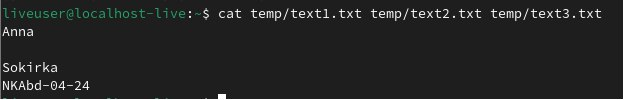 liveuser@localhost-live:~$ cat temp/text1.txt temp/text2.txt temp/text3.txt
Anna

Sokirka
NKAbd-04-24